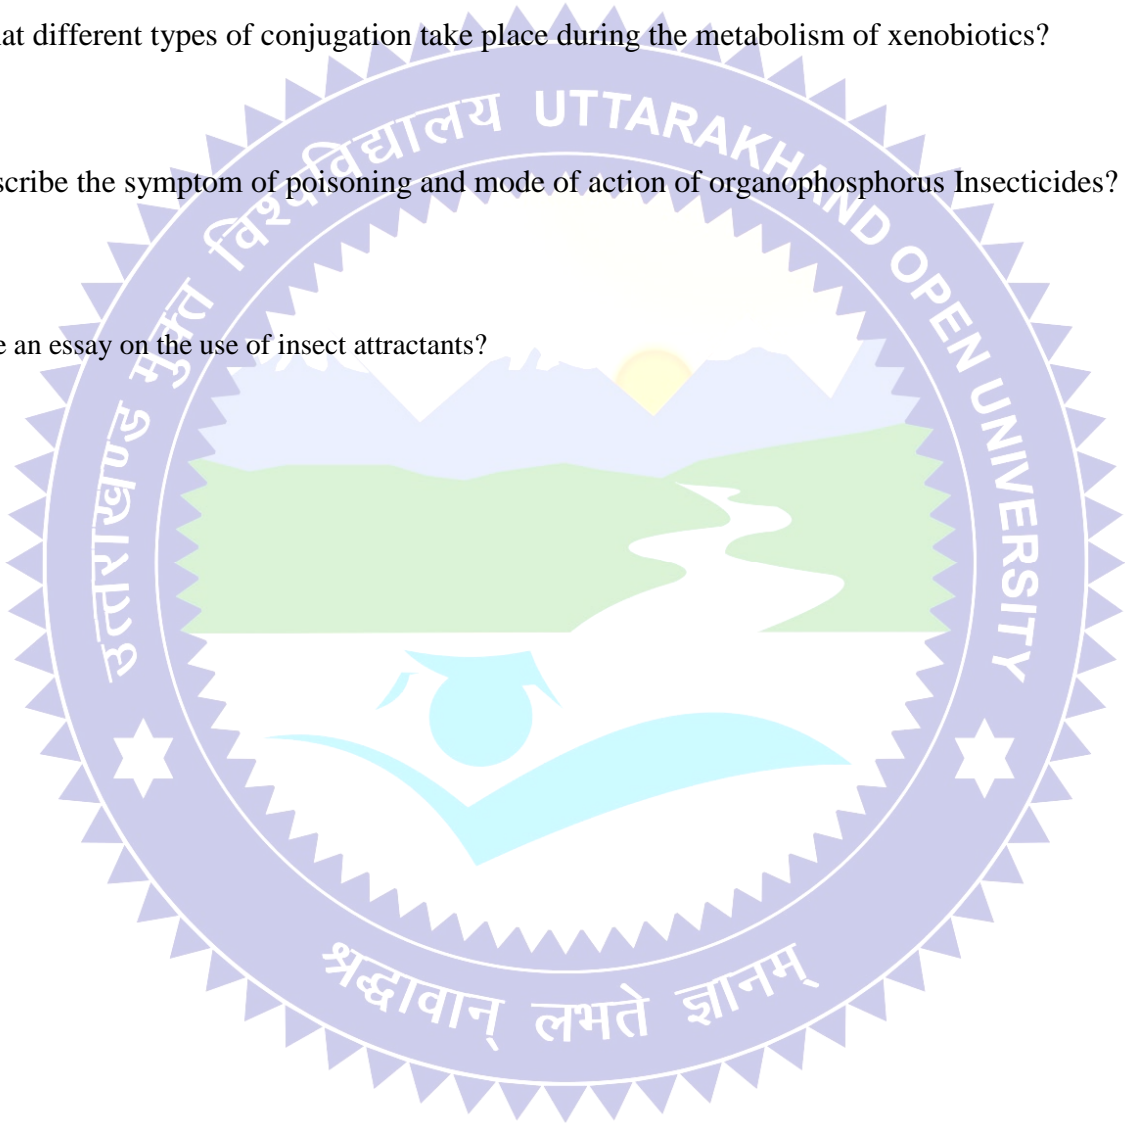 at different types of conjugation take place during the metabolism of xenobiotics?
उत्तराखण्ड मुक्त विश्वविद्यालय UTTARAKHAND OPEN UNIVERSITY
scribe the symptom of poisoning and mode of action of organophosphorus Insecticides?
e an essay on the use of insect attractants?
श्रद्धावान् लभते ज्ञानम्